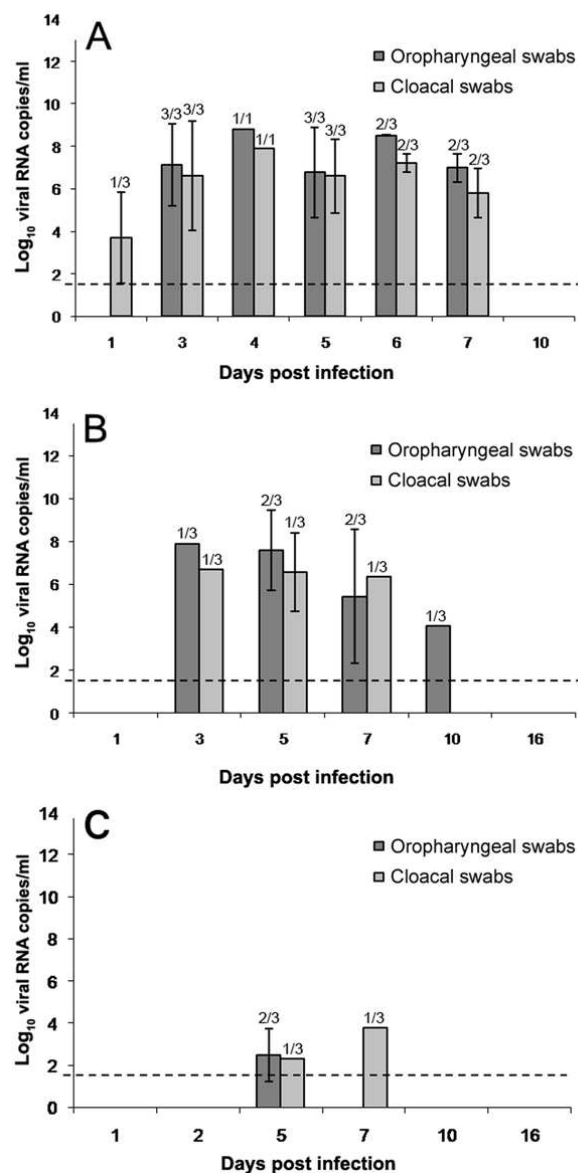 A
14
12
10
8
6
4
2
0
Log₁₀ viral RNA copies/ml
Oropharyngeal swabs
Cloacal swabs
1/3
3/3 3/3
1/1 1/1
3/3 3/3
2/3 2/3
2/3 2/3
1 3 4 5 6 7 10
Days post infection
B
14
12
10
8
6
4
2
0
Log₁₀ viral RNA copies/ml
Oropharyngeal swabs
Cloacal swabs
1/3 1/3
2/3 1/3
2/3 1/3
1/3
1 3 5 7 10 16
Days post infection
C
14
12
10
8
6
4
2
0
Log₁₀ viral RNA copies/ml
Oropharyngeal swabs
Cloacal swabs
2/3 1/3
1/3
1 2 5 7 10 16
Days post infection